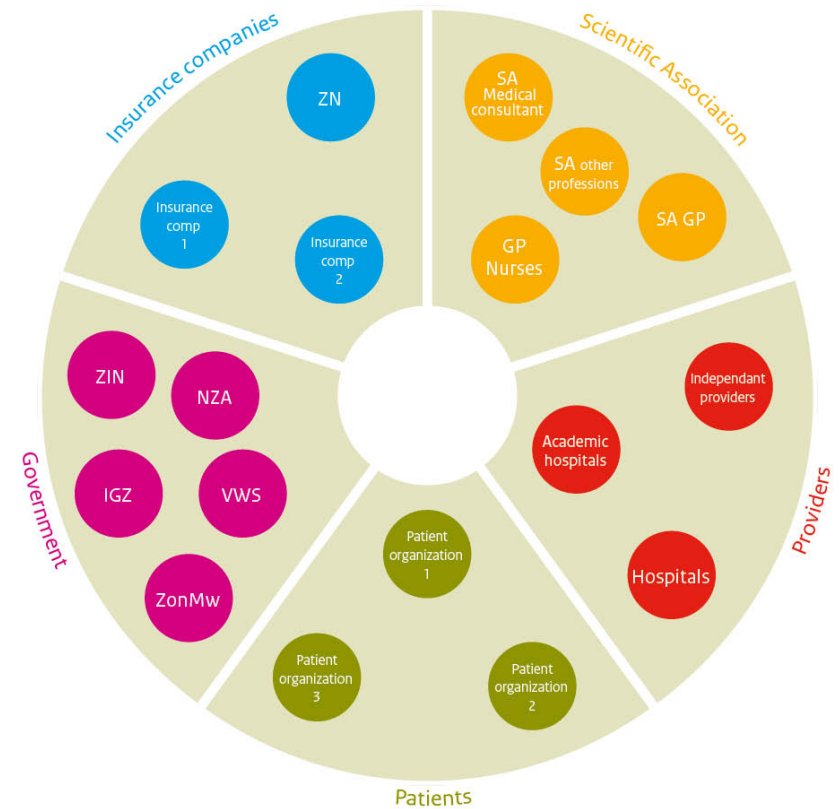 Insurance companies
ZN
Insurance
comp
1
Insurance
comp
2
Scientific Association
SA
Medical
consultant
SA other
professions
SA GP
GP
Nurses
Providers
Independant
providers
Academic
hospitals
Hospitals
Patients
Patient
organization
1
Patient
organization
2
Patient
organization
3
Government
ZIN
NZA
IGZ
VWS
ZonMw